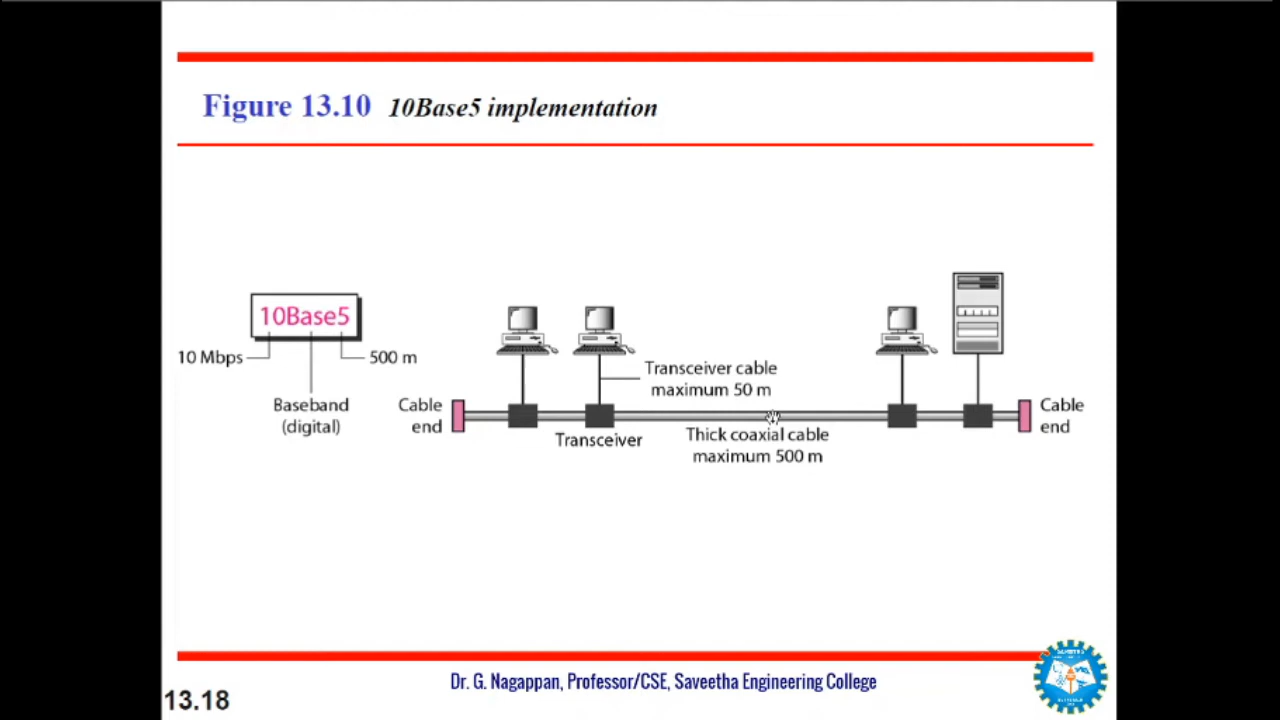 Figure 13.10 10Base5 implementation
10Base5
10 Mbps
500 m
Baseband
(digital)
Cable
end
Transceiver cable
maximum 50 m
Transceiver
Thick coaxial cable
maximum 500 m
Cable
end
Dr. G. Nagappan, Professor/CSE, Saveetha Engineering College
13.18